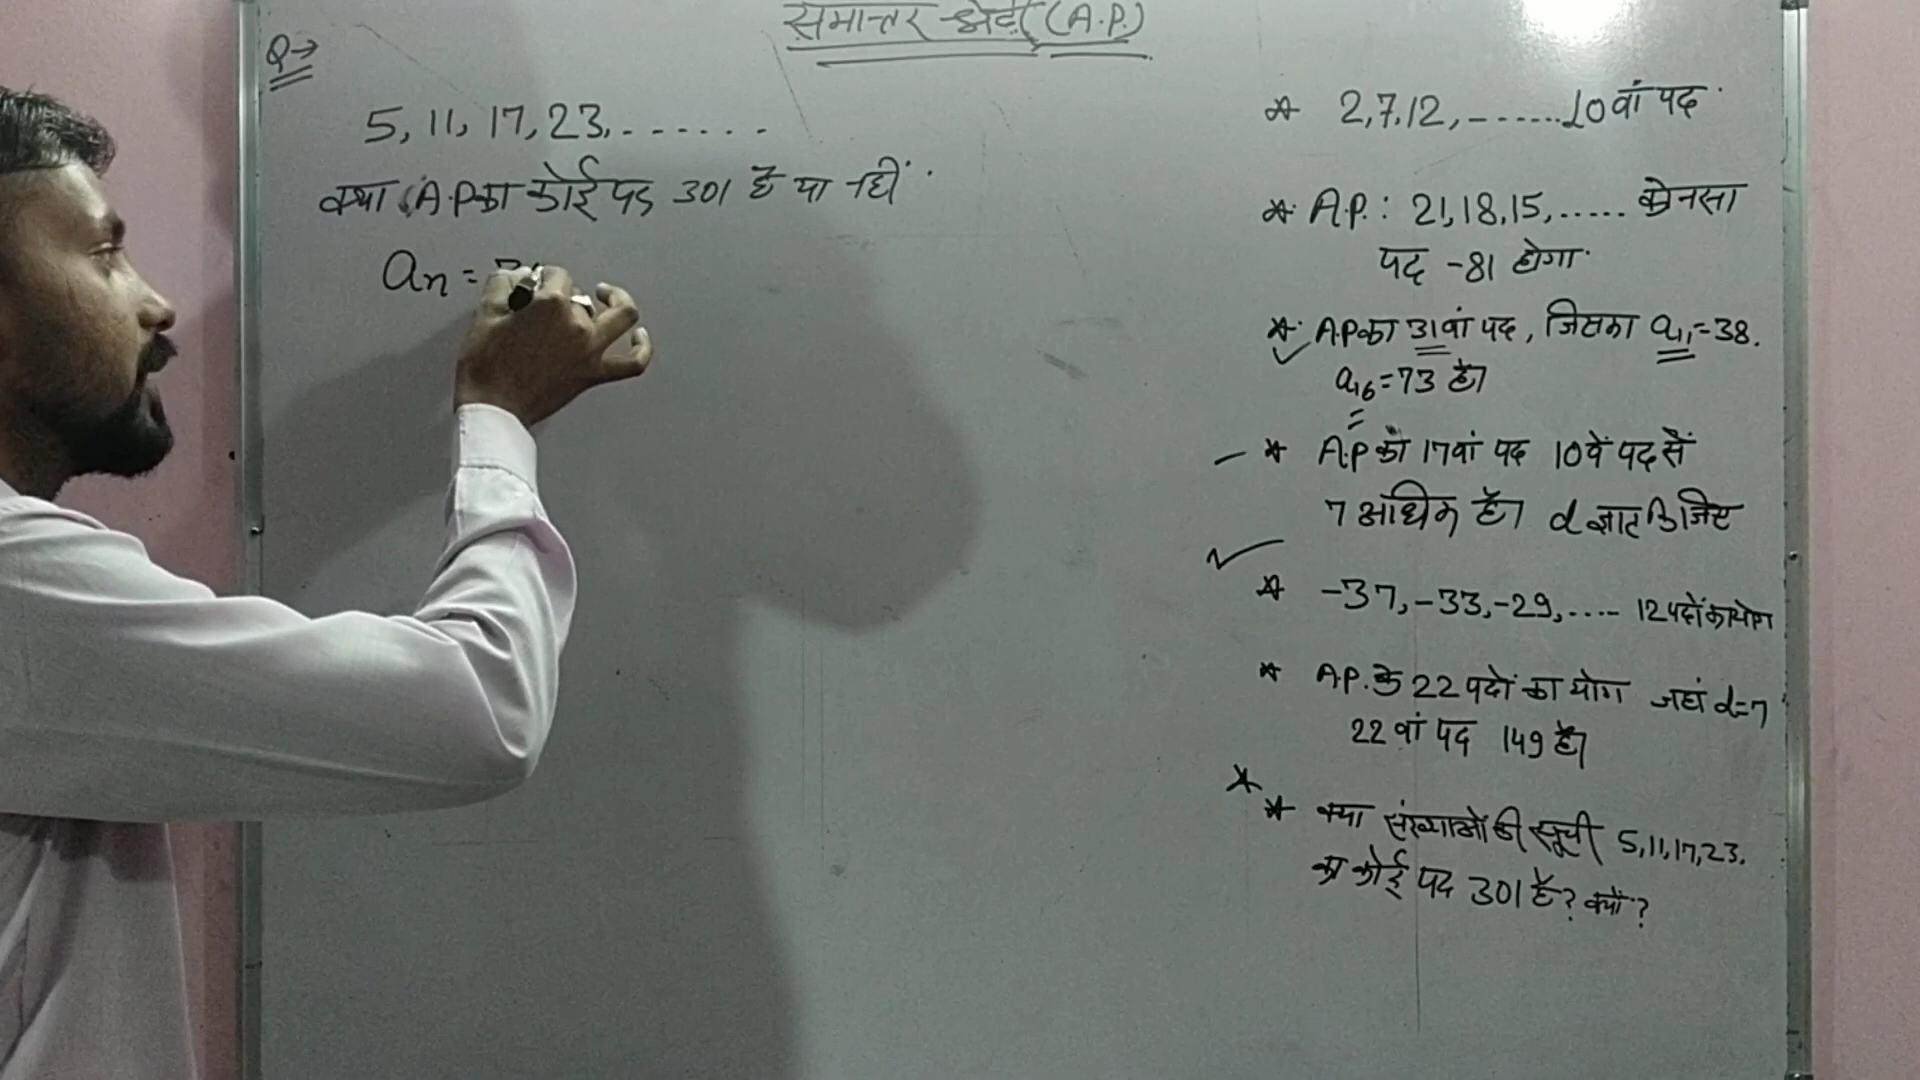 समान्तर श्रेढ़ी (A.P.)
Q→
5, 11, 17, 23, . - - - - . .
क्या A.P का कोई पद 301 है या नहीं .
an =
* 2, 7, 12, - - - .... 10 वां पद .
* A.P. : 21, 18, 15, ..... कोनसा
पद -81 होगा .
* A.P का 31वां पद, जिसका a11 = 38.
a16 = 73 है।
- * A.P का 17वां पद 10वें पद सें
7 अधिक है। d ज्ञात किजिए
* -37, -33, -29, ..... 12 पदों का योग
* A.P. के 22 पदों का योग जहां d=7
22 वां पद 149 है।
* * क्या संख्याओं की सूची 5, 11, 17, 23.
का कोई पद 301 है? क्यों?